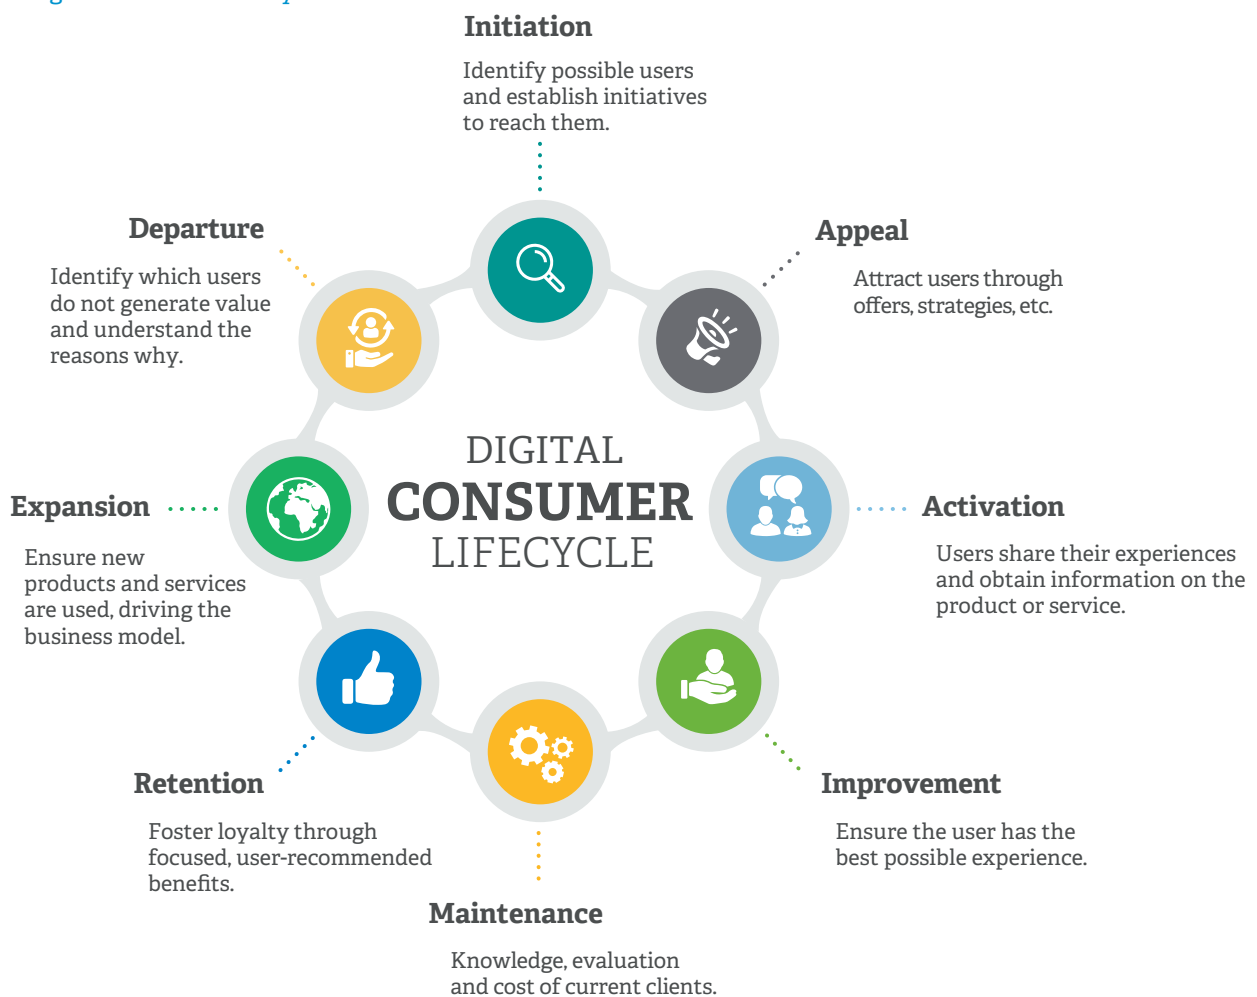 Initiation
Identify possible users
and establish initiatives
to reach them.
Appeal
Attract users through
offers, strategies, etc.
Activation
Users share their experiences
and obtain information on the
product or service.
Improvement
Ensure the user has the
best possible experience.
Maintenance
Knowledge, evaluation
and cost of current clients.
Retention
Foster loyalty through
focused, user-recommended
benefits.
Expansion
Ensure new
products and services
are used, driving the
business model.
Departure
Identify which users
do not generate value
and understand the
reasons why.
DIGITAL
CONSUMER
LIFECYCLE